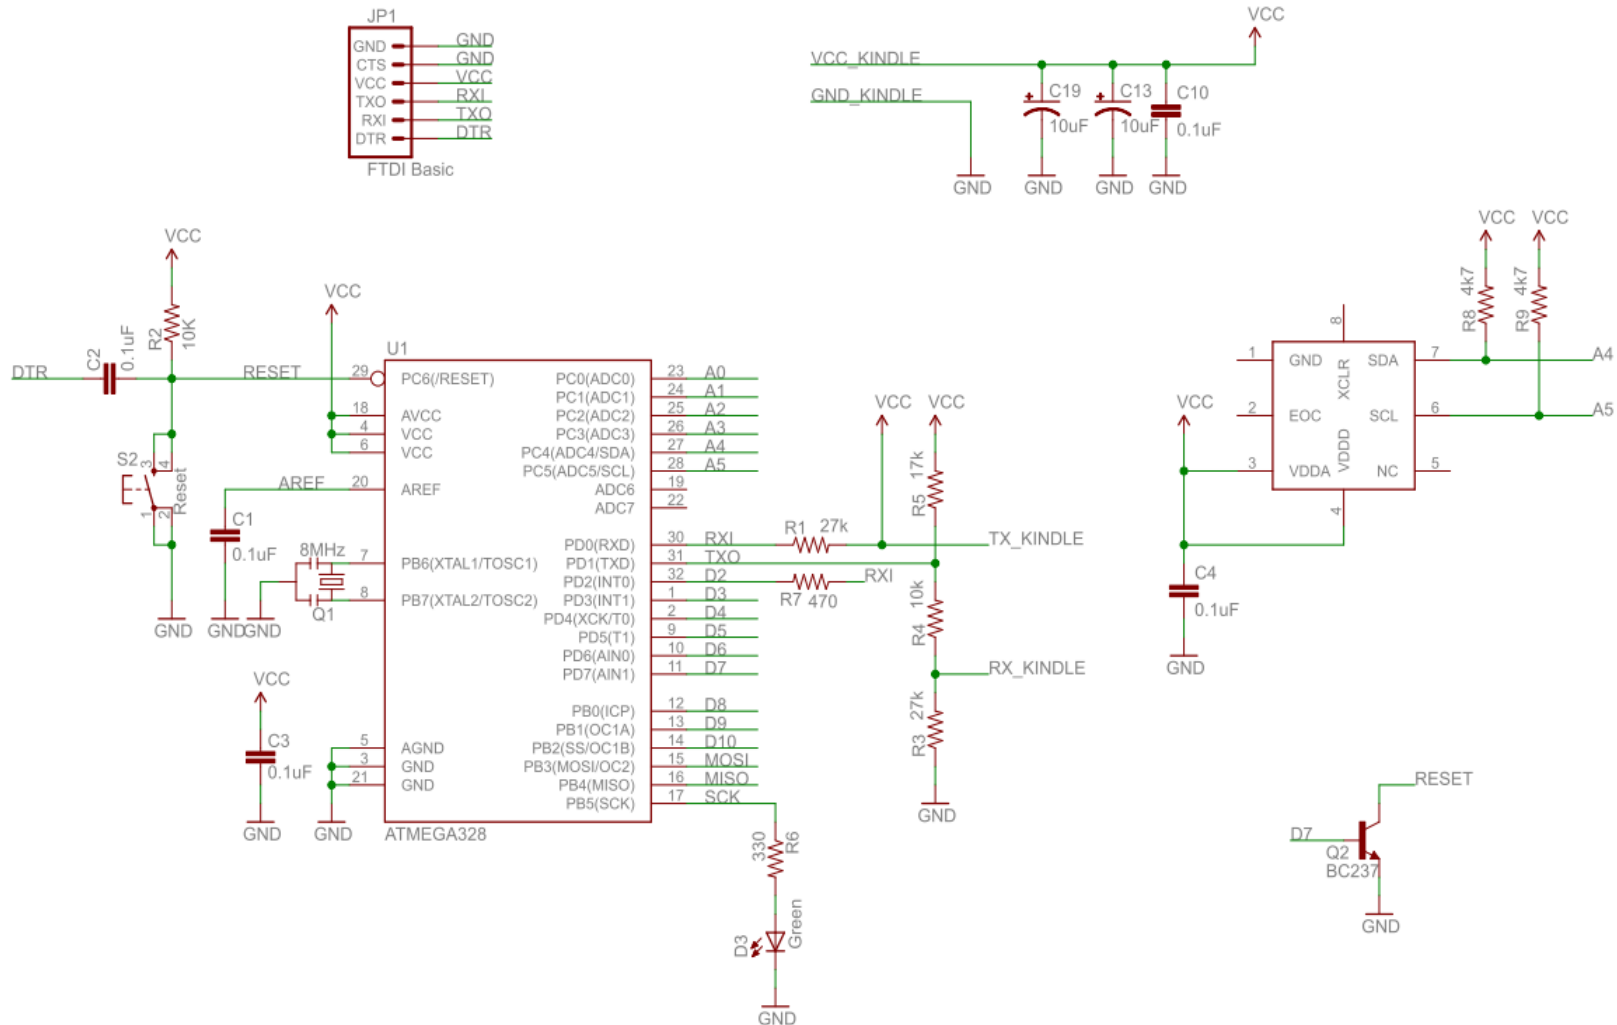 JP1
GND GND
CTS GND
VCC VCC
TXO RXI
RXI TXO
DTR DTR
FTDI Basic
VCC
VCC_KINDLE
GND_KINDLE
C19
10uF
C13
10uF
C10
0.1uF
GND
GND
GND
GND
VCC
R2
10K
DTR
C2
0.1uF
RESET
S2
3
4
1
2
Reset
GND
AREF
C1
0.1uF
GND
8MHz
Q1
GND
VCC
C3
0.1uF
GND
VCC
GND
U1
29 PC6(/RESET)
18 AVCC
4 VCC
6 VCC
20 AREF
7 PB6(XTAL1/TOSC1)
8 PB7(XTAL2/TOSC2)
5 AGND
3 GND
21 GND
PC0(ADC0) 23 A0
PC1(ADC1) 24 A1
PC2(ADC2) 25 A2
PC3(ADC3) 26 A3
PC4(ADC4/SDA) 27 A4
PC5(ADC5/SCL) 28 A5
ADC6 19
ADC7 22
PD0(RXD) 30 RXI
PD1(TXD) 31 TXO
PD2(INT0) 32 D2
PD3(INT1) 1 D3
PD4(XCK/T0) 2 D4
PD5(T1) 9 D5
PD6(AIN0) 10 D6
PD7(AIN1) 11 D7
PB0(ICP) 12 D8
PB1(OC1A) 13 D9
PB2(SS/OC1B) 14 D10
PB3(MOSI/OC2) 15 MOSI
PB4(MISO) 16 MISO
PB5(SCK) 17 SCK
ATMEGA328
330
R6
D3
Green
GND
R1 27k
VCC
TX_KINDLE
R7 470
RXI
VCC
R5
17k
R4
10k
RX_KINDLE
R3
27k
GND
VCC
C4
0.1uF
GND
1 GND
2 EOC
3 VDDA
8 XCLR
4 VDDD
SDA 7
SCL 6
NC 5
VCC
R8
4k7
VCC
R9
4k7
A4
A5
RESET
D7
Q2
BC237
GND